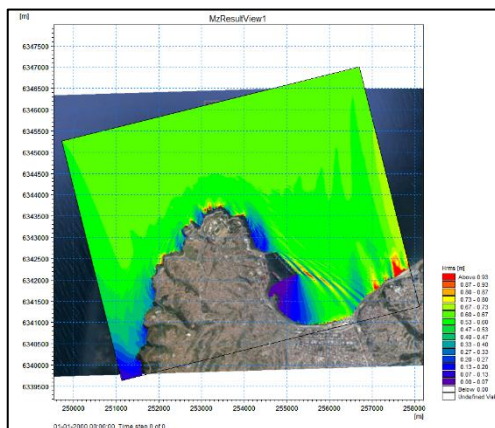 MzResultView1
[m]
6347500
6347000
6346500
6346000
6345500
6345000
6344500
6344000
6343500
6343000
6342500
6342000
6341500
6341000
6340500
6340000
6339500
250000 251000 252000 253000 254000 255000 256000 257000 258000
[m]
Hrms [m]
Above 0.93
0.87 - 0.93
0.80 - 0.87
0.73 - 0.80
0.67 - 0.73
0.60 - 0.67
0.53 - 0.60
0.47 - 0.53
0.40 - 0.47
0.33 - 0.40
0.27 - 0.33
0.20 - 0.27
0.13 - 0.20
0.07 - 0.13
0.00 - 0.07
Below 0.00
Undefined Val
01-01-2000 00:00:00, Time step 0 of 0